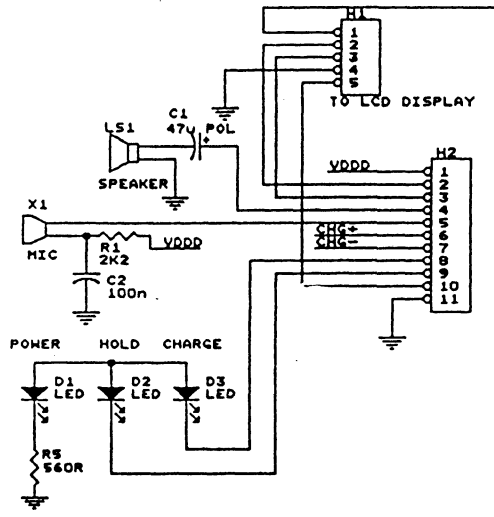 H1
1
2
3
4
5
TO LCD DISPLAY
C1
47u POL
+
LS1
SPEAKER
H2
VDDD
1
2
3
4
5
CHG+
6
CHG-
7
8
9
10
11
X1
MIC
R1
2K2
VDDD
C2
100n
POWER HOLD CHARGE
D1
LED
D2
LED
D3
LED
R5
560R